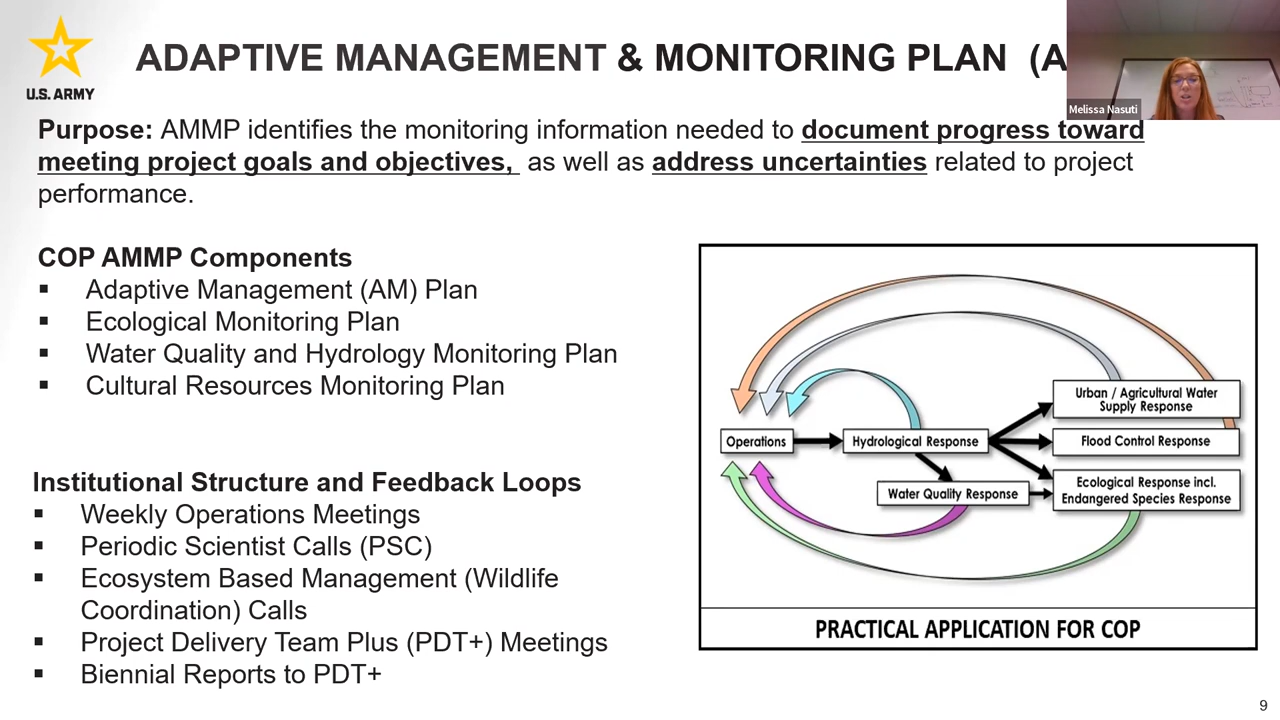 ADAPTIVE MANAGEMENT & MONITORING PLAN (A
U.S. ARMY
Melissa Nasuti
Purpose: AMMP identifies the monitoring information needed to document progress toward
meeting project goals and objectives, as well as address uncertainties related to project
performance.
COP AMMP Components
▪ Adaptive Management (AM) Plan
▪ Ecological Monitoring Plan
▪ Water Quality and Hydrology Monitoring Plan
▪ Cultural Resources Monitoring Plan
Institutional Structure and Feedback Loops
▪ Weekly Operations Meetings
▪ Periodic Scientist Calls (PSC)
▪ Ecosystem Based Management (Wildlife
Coordination) Calls
▪ Project Delivery Team Plus (PDT+) Meetings
▪ Biennial Reports to PDT+
Operations
Hydrological Response
Water Quality Response
Urban / Agricultural Water
Supply Response
Flood Control Response
Ecological Response incl.
Endangered Species Response
PRACTICAL APPLICATION FOR COP
9